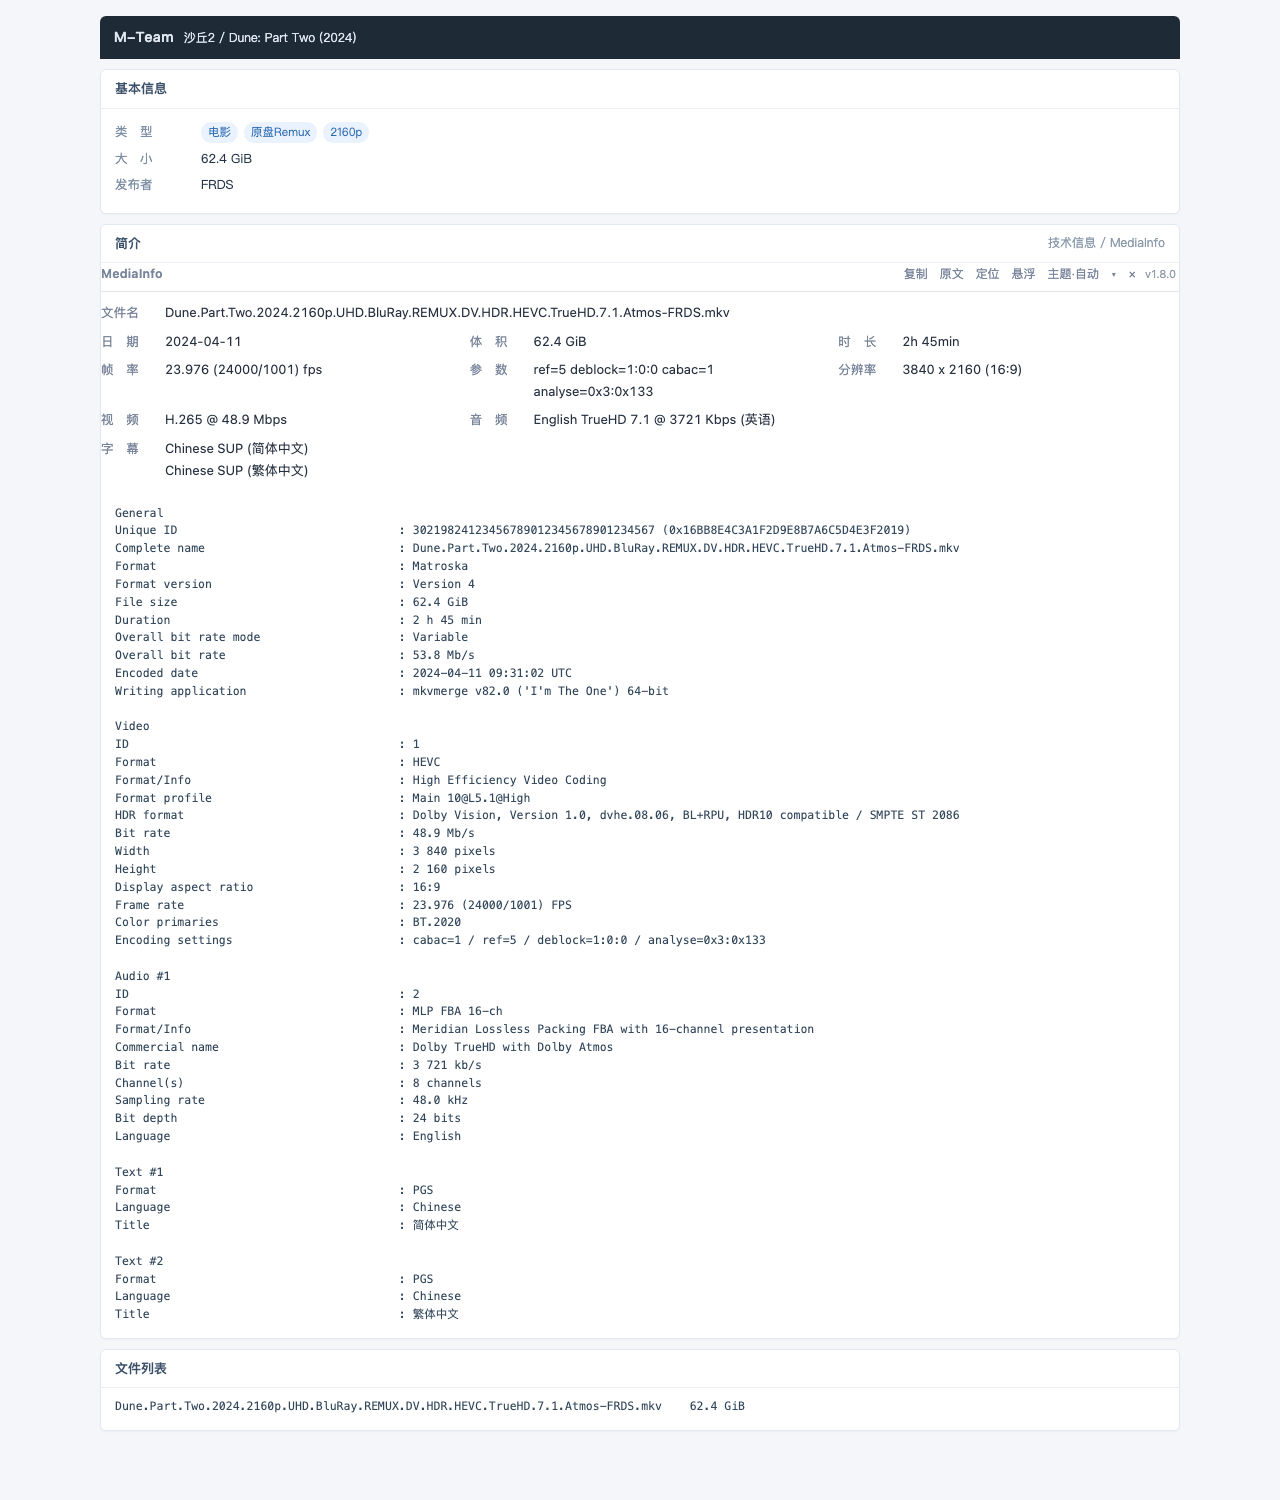 M-Team 沙丘2 / Dune: Part Two (2024)
基本信息
类 型 电影 原盘Remux 2160p
大 小 62.4 GiB
发布者 FRDS
简介 技术信息 / MediaInfo
MediaInfo 复制 原文 定位 悬浮 主题·自动 ▾ × v1.8.0
文件名 Dune.Part.Two.2024.2160p.UHD.BluRay.REMUX.DV.HDR.HEVC.TrueHD.7.1.Atmos-FRDS.mkv
日 期 2024-04-11 体 积 62.4 GiB 时 长 2h 45min
帧 率 23.976 (24000/1001) fps 参 数 ref=5 deblock=1:0:0 cabac=1 分辨率 3840 x 2160 (16:9)
analyse=0x3:0x133
视 频 H.265 @ 48.9 Mbps 音 频 English TrueHD 7.1 @ 3721 Kbps (英语)
字 幕 Chinese SUP (简体中文)
Chinese SUP (繁体中文)
General
Unique ID : 30219824123456789012345678901234567 (0x16BB8E4C3A1F2D9E8B7A6C5D4E3F2019)
Complete name : Dune.Part.Two.2024.2160p.UHD.BluRay.REMUX.DV.HDR.HEVC.TrueHD.7.1.Atmos-FRDS.mkv
Format : Matroska
Format version : Version 4
File size : 62.4 GiB
Duration : 2 h 45 min
Overall bit rate mode : Variable
Overall bit rate : 53.8 Mb/s
Encoded date : 2024-04-11 09:31:02 UTC
Writing application : mkvmerge v82.0 ('I'm The One') 64-bit
Video
ID : 1
Format : HEVC
Format/Info : High Efficiency Video Coding
Format profile : Main 10@L5.1@High
HDR format : Dolby Vision, Version 1.0, dvhe.08.06, BL+RPU, HDR10 compatible / SMPTE ST 2086
Bit rate : 48.9 Mb/s
Width : 3 840 pixels
Height : 2 160 pixels
Display aspect ratio : 16:9
Frame rate : 23.976 (24000/1001) FPS
Color primaries : BT.2020
Encoding settings : cabac=1 / ref=5 / deblock=1:0:0 / analyse=0x3:0x133
Audio #1
ID : 2
Format : MLP FBA 16-ch
Format/Info : Meridian Lossless Packing FBA with 16-channel presentation
Commercial name : Dolby TrueHD with Dolby Atmos
Bit rate : 3 721 kb/s
Channel(s) : 8 channels
Sampling rate : 48.0 kHz
Bit depth : 24 bits
Language : English
Text #1
Format : PGS
Language : Chinese
Title : 简体中文
Text #2
Format : PGS
Language : Chinese
Title : 繁体中文
文件列表
Dune.Part.Two.2024.2160p.UHD.BluRay.REMUX.DV.HDR.HEVC.TrueHD.7.1.Atmos-FRDS.mkv 62.4 GiB